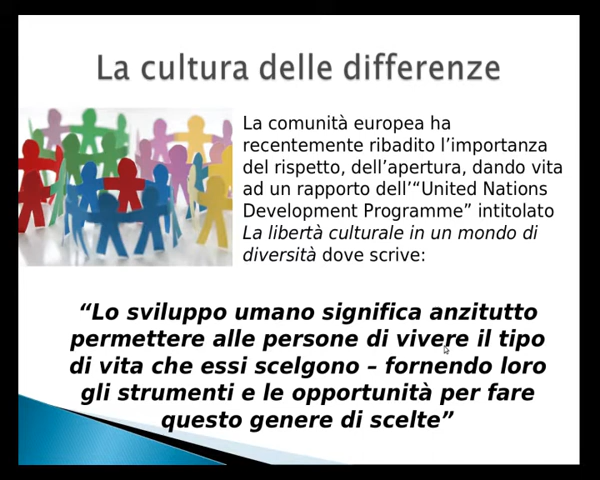 La cultura delle differenze
La comunità europea ha
recentemente ribadito l’importanza
del rispetto, dell’apertura, dando vita
ad un rapporto dell’“United Nations
Development Programme” intitolato
La libertà culturale in un mondo di
diversità dove scrive:
“Lo sviluppo umano significa anzitutto
permettere alle persone di vivere il tipo
di vita che essi scelgono – fornendo loro
gli strumenti e le opportunità per fare
questo genere di scelte”